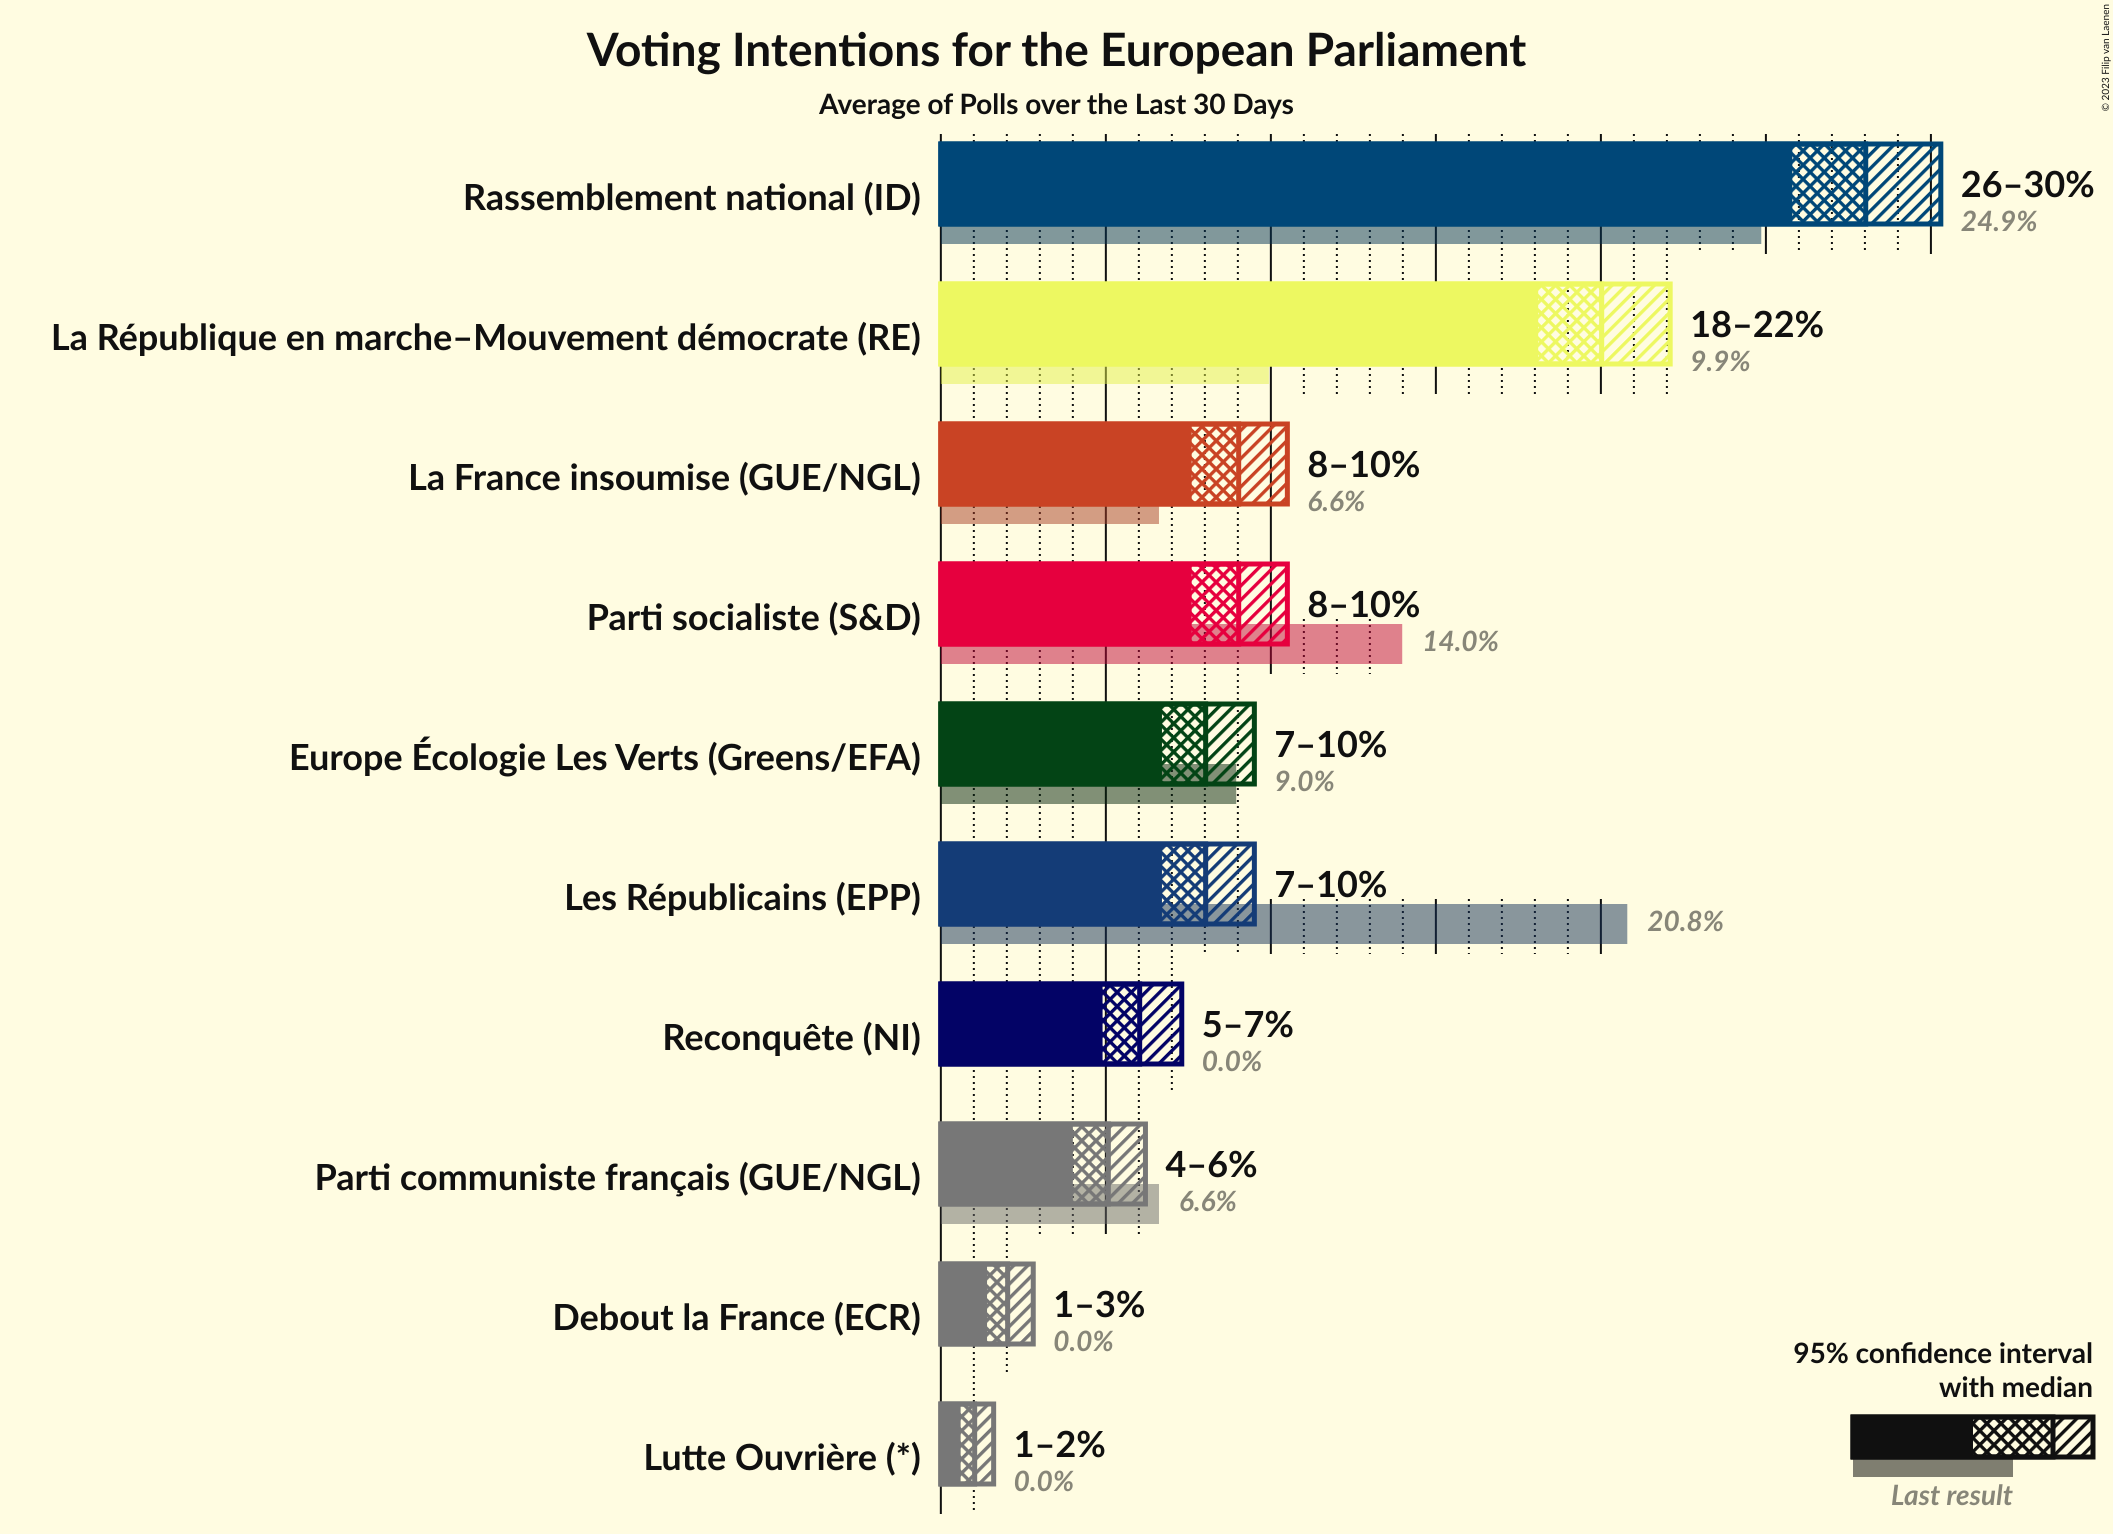 Voting Intentions for the European Parliament
Average of Polls over the Last 30 Days
© 2023 Filip van Laenen
Rassemblement national (ID)
26–30%
24.9%
La République en marche–Mouvement démocrate (RE)
18–22%
9.9%
La France insoumise (GUE/NGL)
8–10%
6.6%
Parti socialiste (S&D)
8–10%
14.0%
Europe Écologie Les Verts (Greens/EFA)
7–10%
9.0%
Les Républicains (EPP)
7–10%
20.8%
Reconquête (NI)
5–7%
0.0%
Parti communiste français (GUE/NGL)
4–6%
6.6%
Debout la France (ECR)
1–3%
0.0%
Lutte Ouvrière (*)
1–2%
0.0%
95% confidence interval
with median
Last result